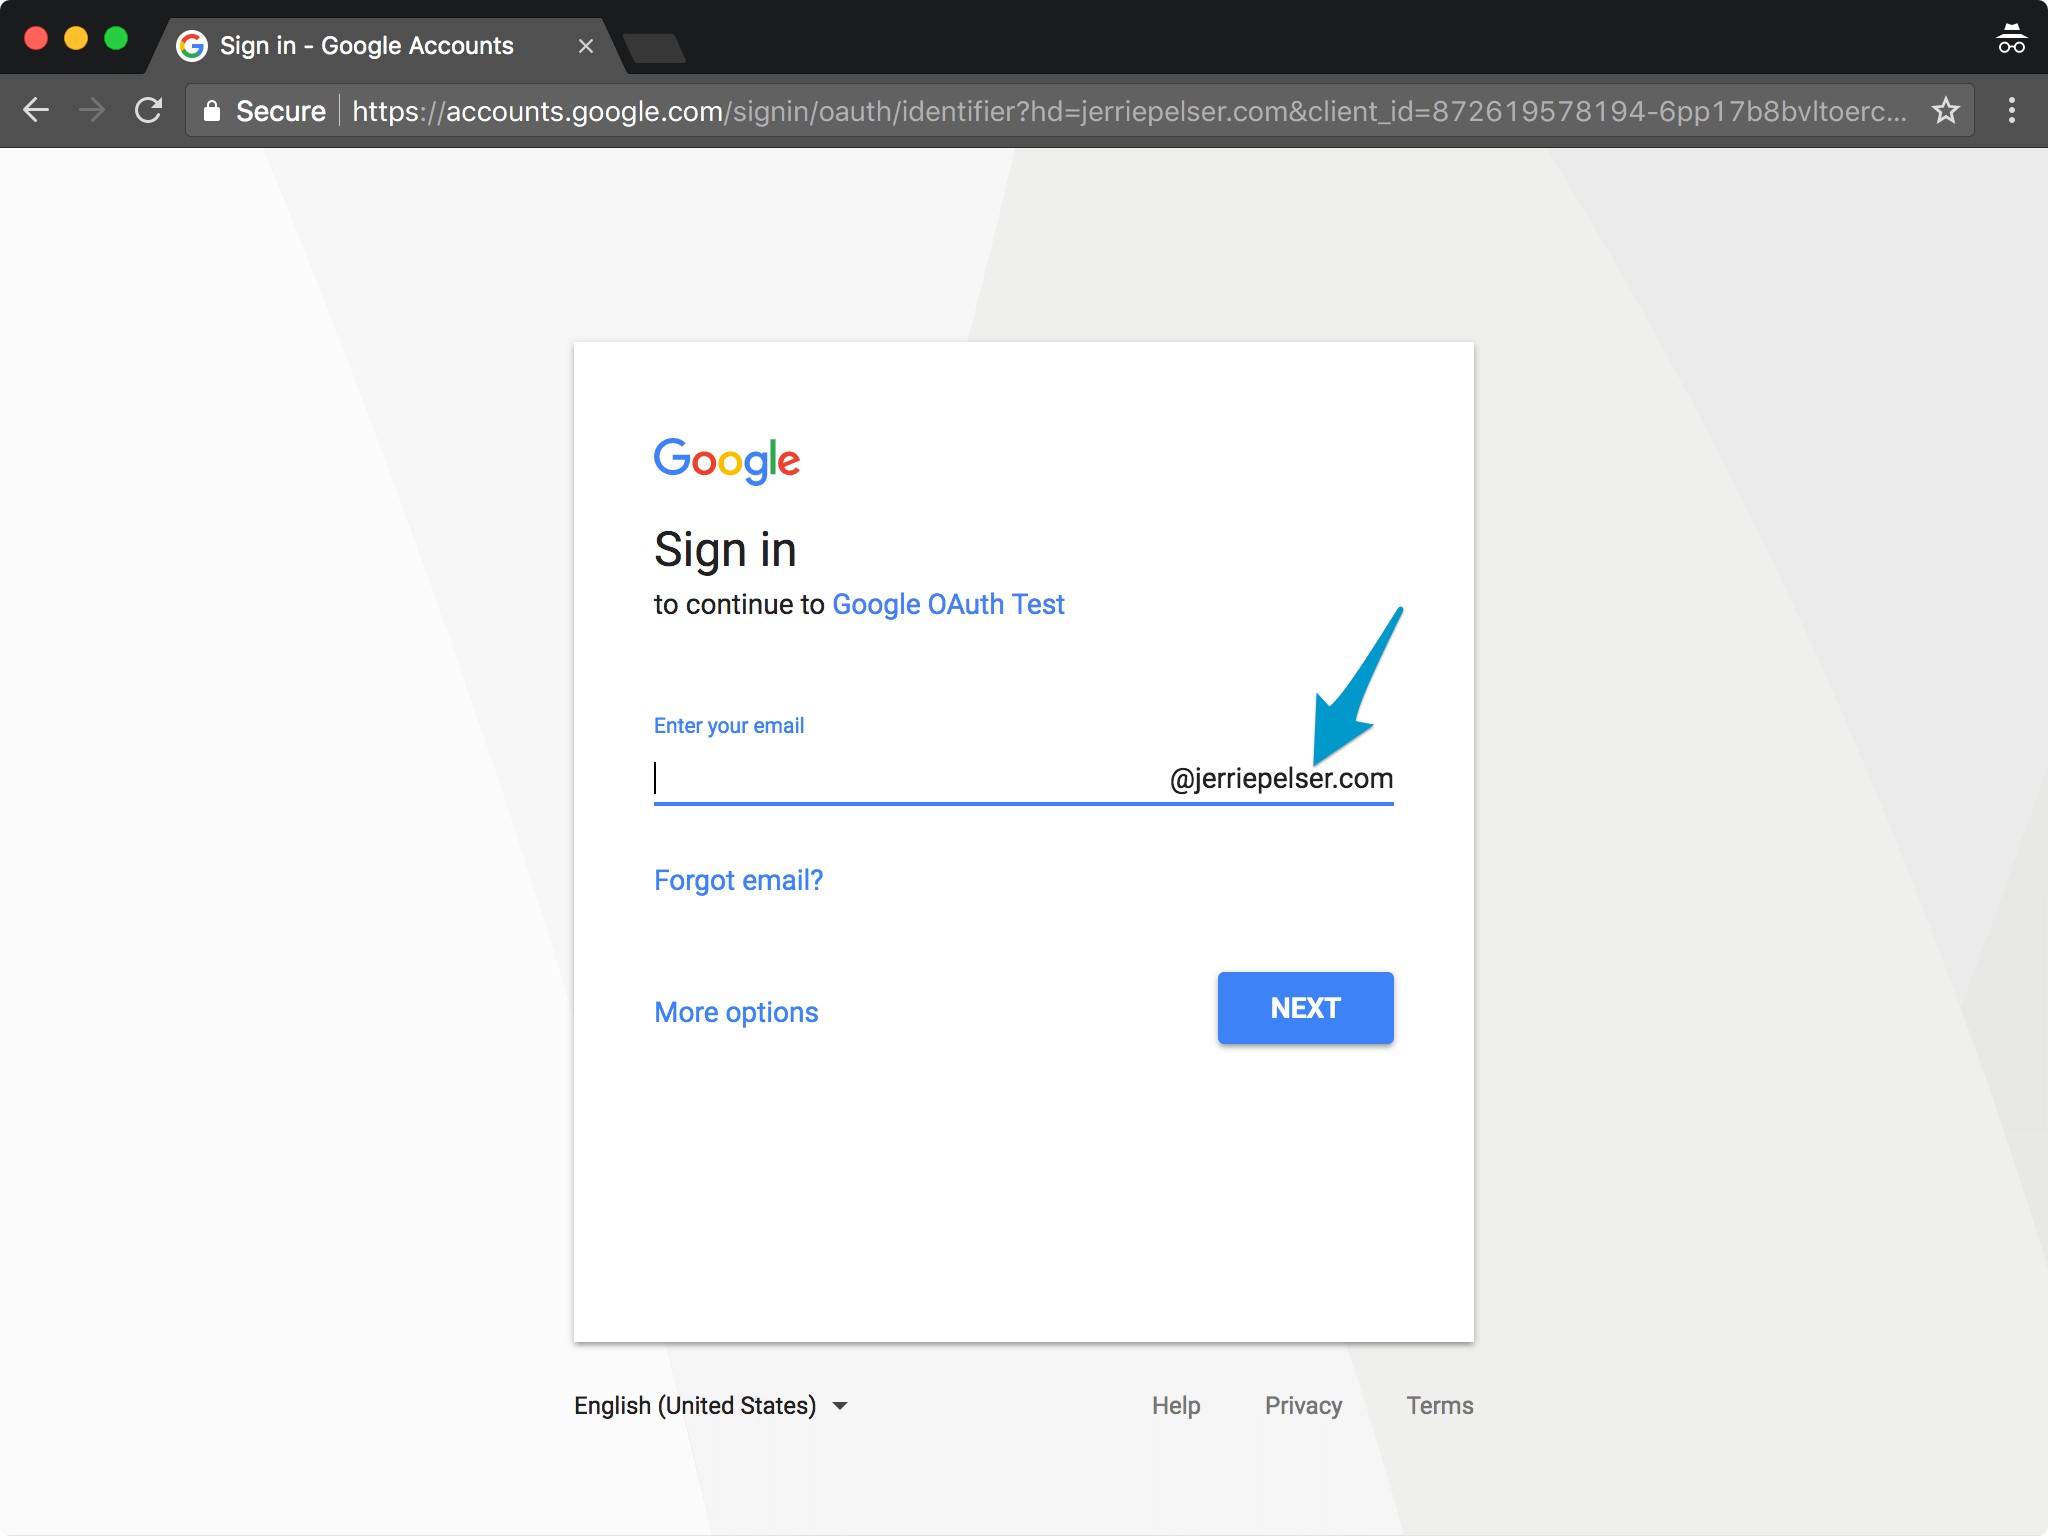 Sign in - Google Accounts
Secure https://accounts.google.com/signin/oauth/identifier?hd=jerriepelser.com&client_id=872619578194-6pp17b8bvltoerc...
Google
Sign in
to continue to Google OAuth Test
Enter your email
@jerriepelser.com
Forgot email?
More options NEXT
English (United States) Help Privacy Terms